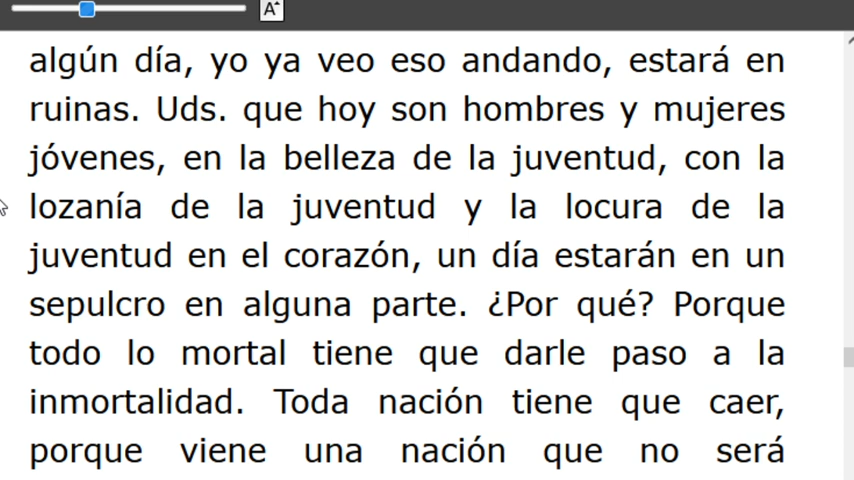 A
algún día, yo ya veo eso andando, estará en
ruinas. Uds. que hoy son hombres y mujeres
jóvenes, en la belleza de la juventud, con la
lozanía de la juventud y la locura de la
juventud en el corazón, un día estarán en un
sepulcro en alguna parte. ¿Por qué? Porque
todo lo mortal tiene que darle paso a la
inmortalidad. Toda nación tiene que caer,
porque viene una nación que no será